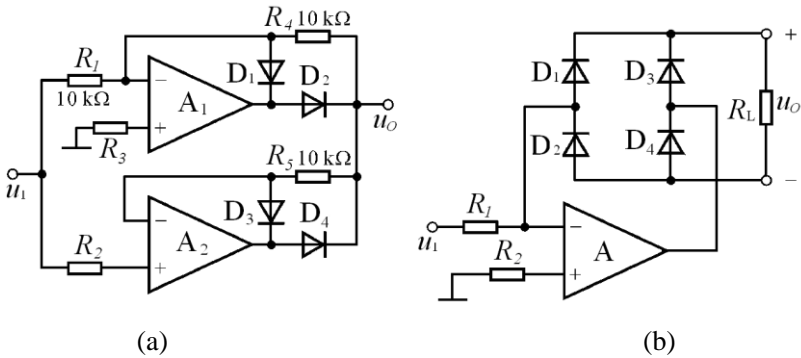 R4 10 kΩ
R1
10 kΩ
−
A1
+
R3
D1
D2
uO
u1
R5 10 kΩ
−
A2
+
R2
D3
D4
(a)
+
D1
D3
RL
uO
D2
D4
−
u1
R1
−
A
R2
+
(b)